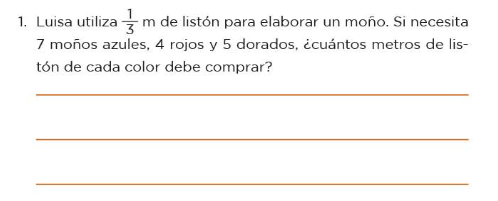 1. Luisa utiliza 1/3 m de listón para elaborar un moño. Si necesita
7 moños azules, 4 rojos y 5 dorados, ¿cuántos metros de lis-
tón de cada color debe comprar?